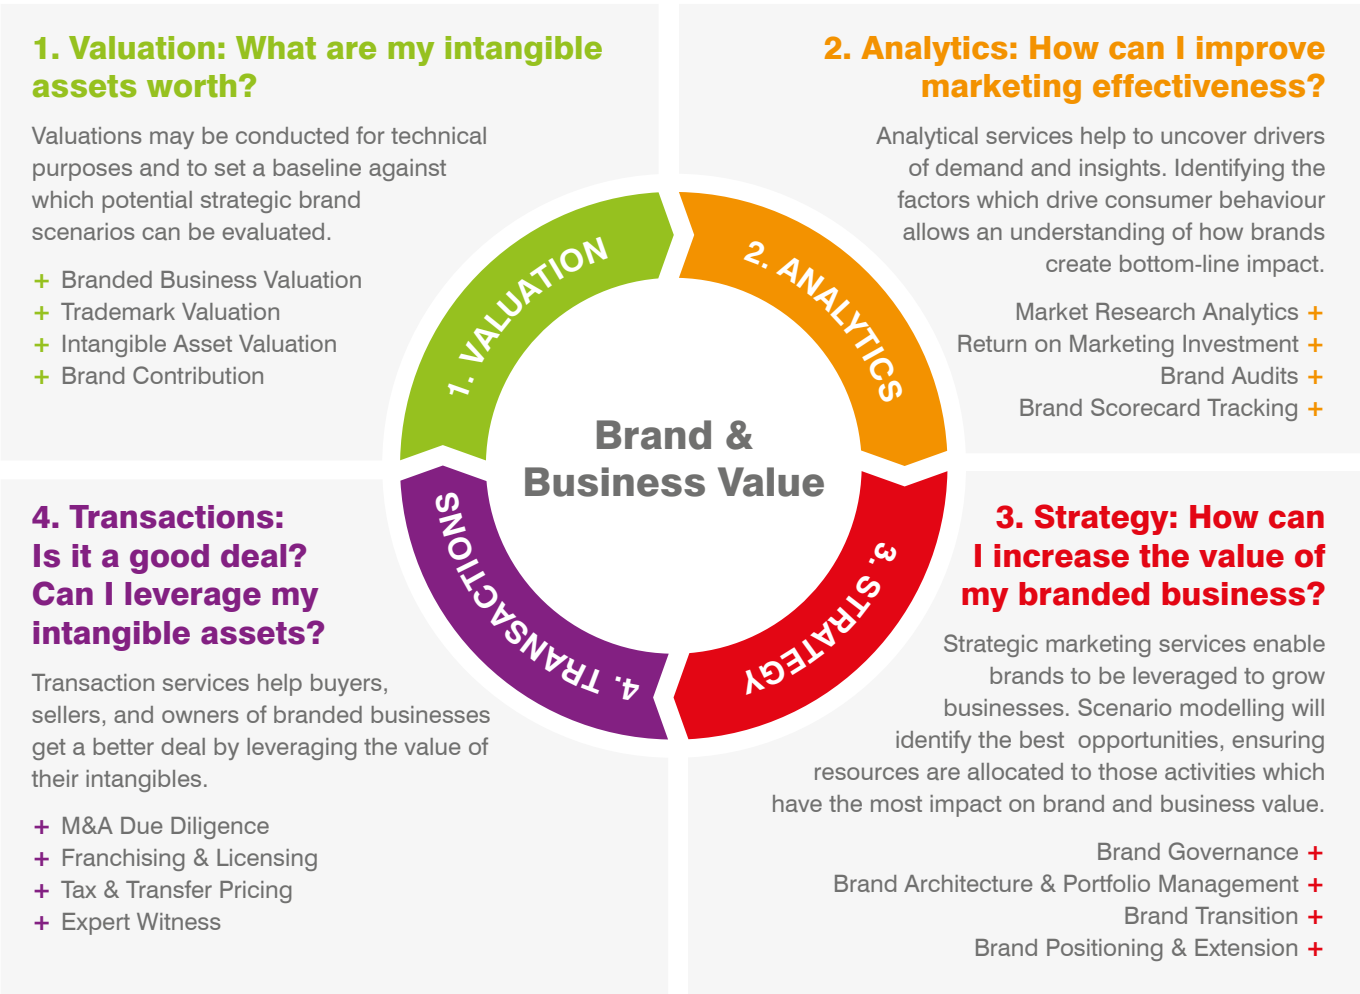 1. Valuation: What are my intangible
assets worth?
Valuations may be conducted for technical
purposes and to set a baseline against
which potential strategic brand
scenarios can be evaluated.
+ Branded Business Valuation
+ Trademark Valuation
+ Intangible Asset Valuation
+ Brand Contribution
2. Analytics: How can I improve
marketing effectiveness?
Analytical services help to uncover drivers
of demand and insights. Identifying the
factors which drive consumer behaviour
allows an understanding of how brands
create bottom-line impact.
Market Research Analytics +
Return on Marketing Investment +
Brand Audits +
Brand Scorecard Tracking +
1. VALUATION
2. ANALYTICS
3. STRATEGY
4. TRANSACTIONS
Brand &
Business Value
4. Transactions:
Is it a good deal?
Can I leverage my
intangible assets?
Transaction services help buyers,
sellers, and owners of branded businesses
get a better deal by leveraging the value of
their intangibles.
+ M&A Due Diligence
+ Franchising & Licensing
+ Tax & Transfer Pricing
+ Expert Witness
3. Strategy: How can
I increase the value of
my branded business?
Strategic marketing services enable
brands to be leveraged to grow
businesses. Scenario modelling will
identify the best  opportunities, ensuring
resources are allocated to those activities which
have the most impact on brand and business value.
Brand Governance +
Brand Architecture & Portfolio Management +
Brand Transition +
Brand Positioning & Extension +